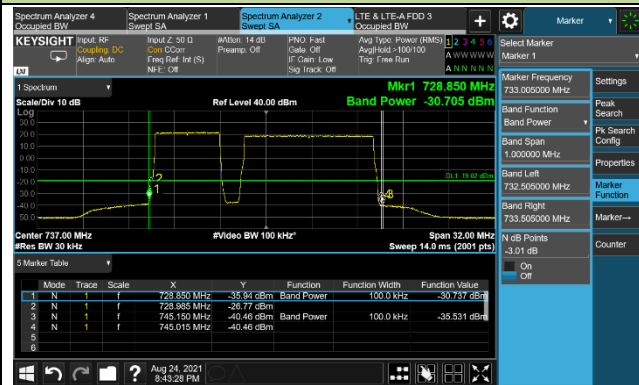 Spectrum Analyzer 4
Occupied BW
Spectrum Analyzer 1
Swept SA
Spectrum Analyzer 2
Swept SA
LTE & LTE-A FDD 3
Occupied BW
+
Marker
KEYSIGHT
Input: RF
Coupling: DC
Align: Auto
Input Z: 50 Ω
Corr CCorr
Freq Ref: Int (S)
NFE: Off
#Atten: 14 dB
Preamp: Off
PNO: Fast
Gate: Off
IF Gain: Low
Sig Track: Off
Avg Type: Power (RMS)
Avg|Hold:>100/100
Trig: Free Run
1 2 3 4 5 6
A W W W W W
A N N N N N
LXI
Select Marker
Marker 1
1 Spectrum
Scale/Div 10 dB
Ref Level 40.00 dBm
Mkr1 728.850 MHz
Band Power -30.705 dBm
Log
30.0
20.0
10.0
0.00
-10.0
-20.0
-30.0
-40.0
-50.0
DL1 -19.02 dBm
2
1
Center 737.00 MHz
#Res BW 30 kHz
#Video BW 100 kHz*
Span 32.00 MHz
Sweep 14.0 ms (2001 pts)
5 Marker Table
Mode Trace Scale X Y Function Function Width Function Value
1 N 1 f 728.850 MHz -35.94 dBm Band Power 100.0 kHz -30.737 dBm
2 N 1 f 728.985 MHz -26.77 dBm
3 N 1 f 745.150 MHz -40.46 dBm Band Power 100.0 kHz -35.531 dBm
4 N 1 f 745.015 MHz -40.46 dBm
5
6
Marker Frequency
733.005000 MHz
Band Function
Band Power
Band Span
1.000000 MHz
Band Left
732.505000 MHz
Band Right
733.505000 MHz
N dB Points
-3.01 dB
On
Off
Settings
Peak
Search
Pk Search
Config
Properties
Marker
Function
Marker→
Counter
?
Aug 24, 2021
8:43:28 PM